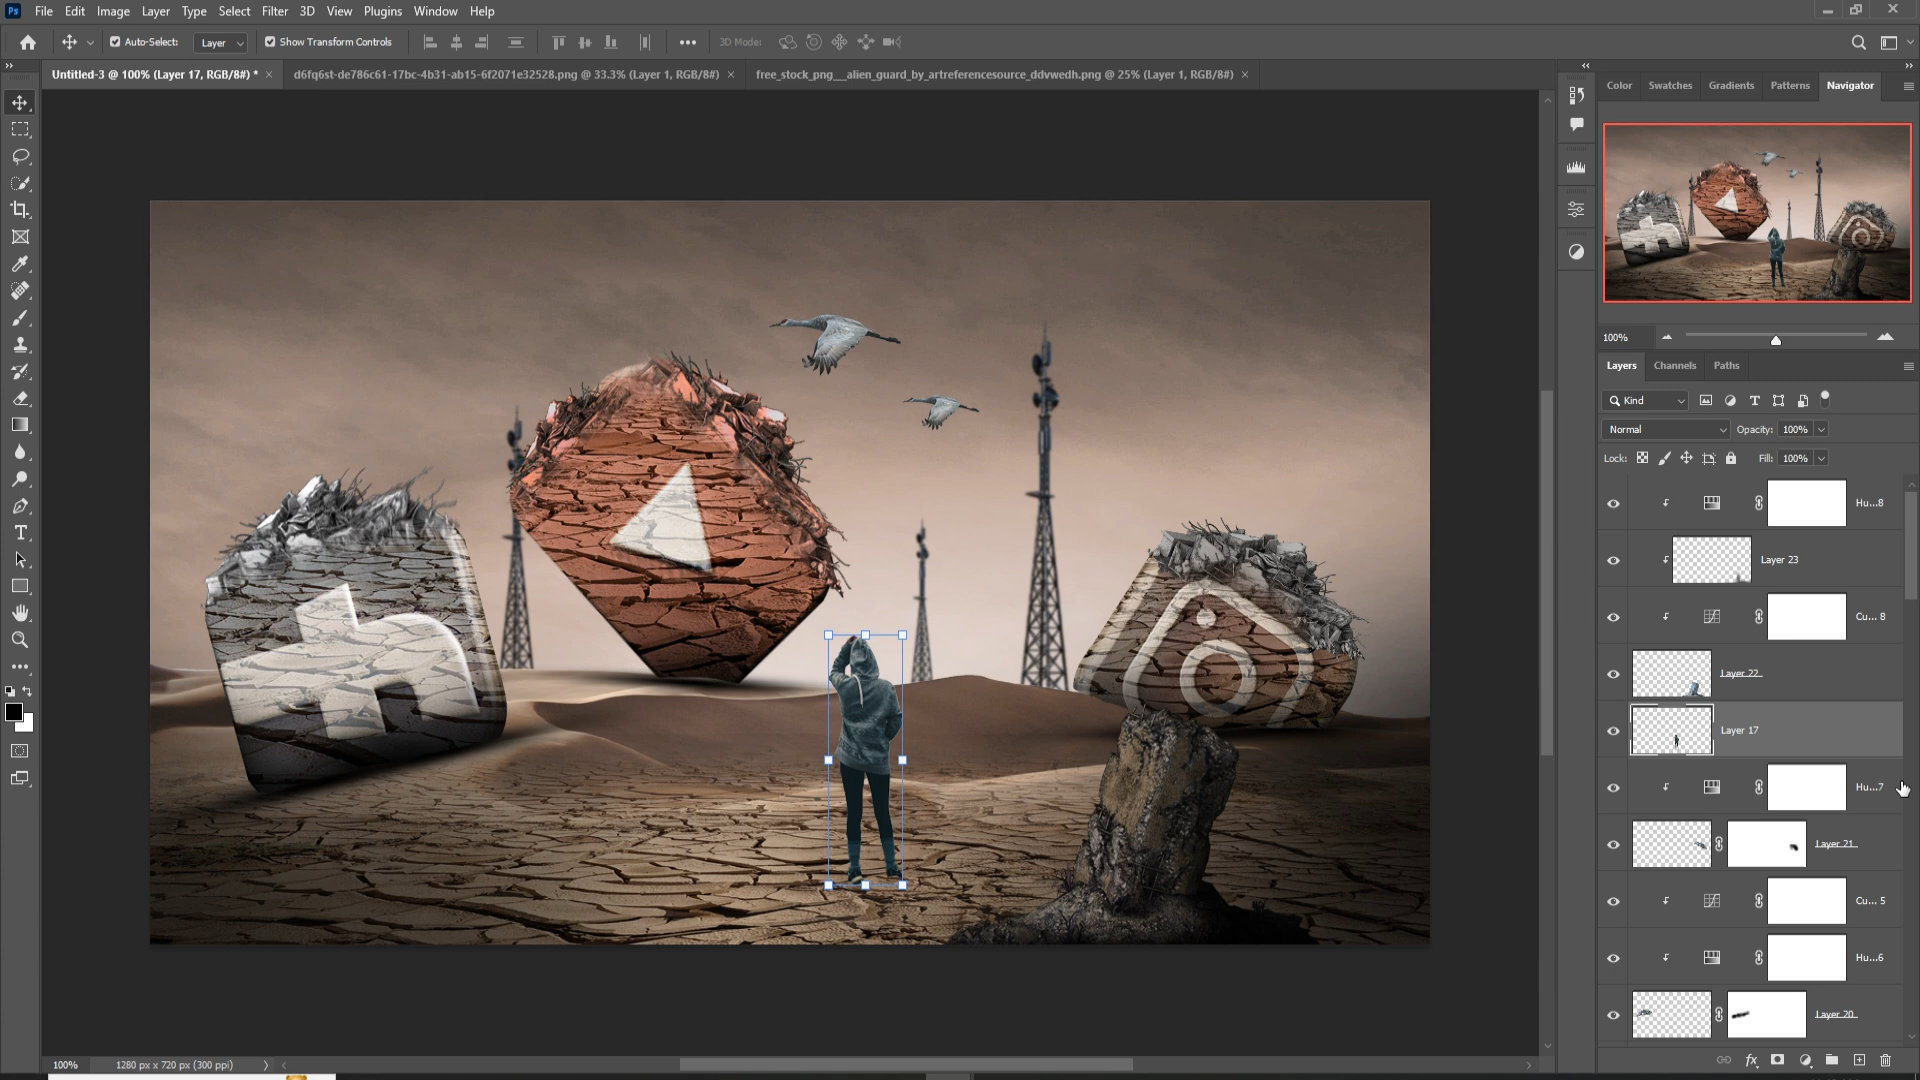 Ps File Edit Image Layer Type Select Filter 3D View Plugins Window Help
Auto-Select: Layer Show Transform Controls 3D Mode:
Untitled-3 @ 100% (Layer 17, RGB/8#) * × d6fq6st-de786c61-17bc-4b31-ab15-6f2071e32528.png @ 33.3% (Layer 1, RGB/8#) × free_stock_png__alien_guard_by_artreferencesource_ddvwedh.png @ 25% (Layer 1, RGB/8#) ×
Color Swatches Gradients Patterns Navigator
100%
Layers Channels Paths
Kind
Normal Opacity: 100%
Lock: Fill: 100%
Hu...8
Layer 23
Cu... 8
Layer 22
Layer 17
Hu...7
Layer 21
Cu... 5
Hu...6
Layer 20
100% 1280 px x 720 px (300 ppi)